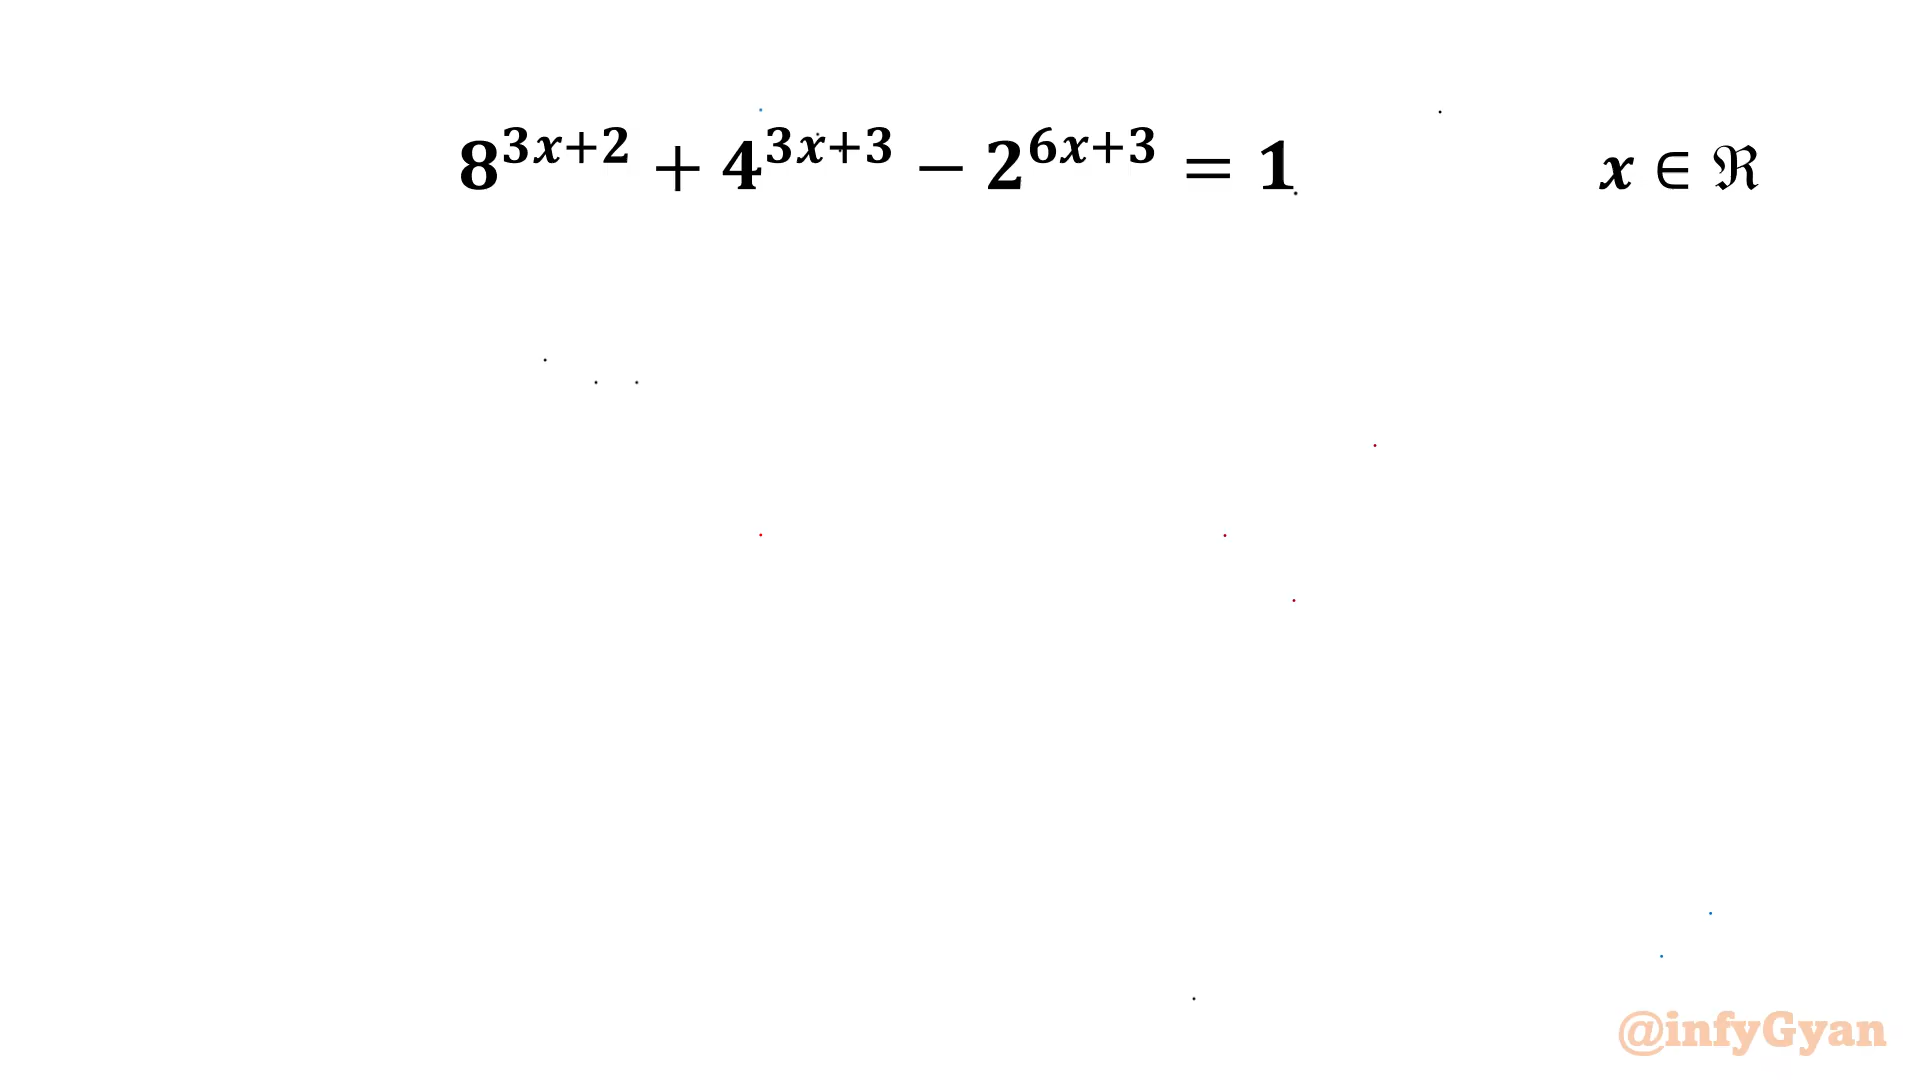 8^{3x+2} + 4^{3x+3} − 2^{6x+3} = 1 x ∈ ℜ
@infyGyan